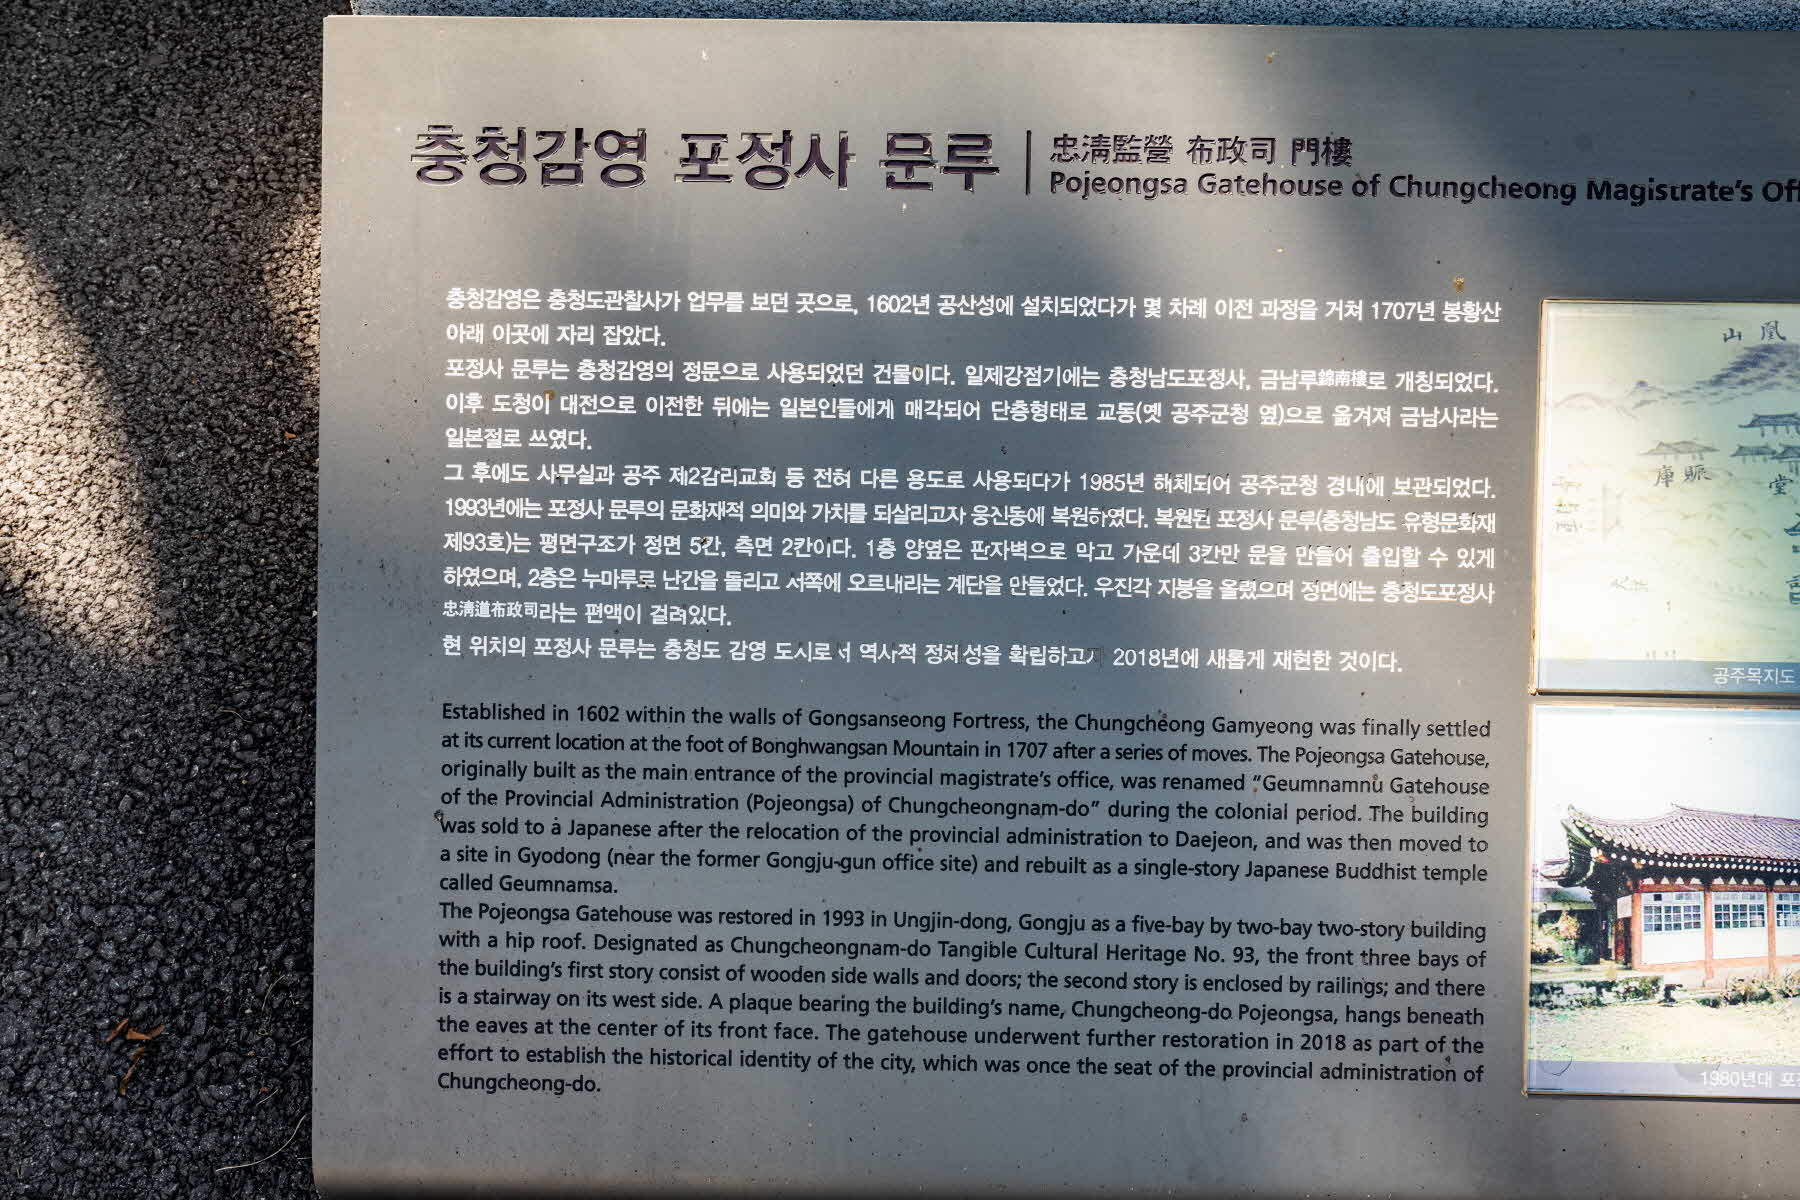 충청감영 포정사 문루
忠淸監營 布政司 門樓
Pojeongsa Gatehouse of Chungcheong Magistrate's
충청감영은 충청도관찰사가 업무를 보던 곳으로, 1602년 공산성에 설치되었다가 몇 차례 이전 과정을 거쳐 1707년 봉황산
아래 이곳에 자리 잡았다.
포정사 문루는 충청감영의 정문으로 사용되었던 건물이다. 일제강점기에는 충청남도포정사, 금남루錦南樓로 개칭되었다.
이후 도청이 대전으로 이전한 뒤에는 일본인들에게 매각되어 단층형태로 교동(옛 공주군청 옆)으로 옮겨져 금남사라는
일본절로 쓰였다.
그 후에도 사무실과 공주 제2감리교회 등 전혀 다른 용도로 사용되다가 1985년 해체되어 공주군청 경내에 보관되었다.
1993년에는 포정사 문루의 문화재적 의미와 가치를 되살리고자 웅진동에 복원하였다. 복원된 포정사 문루(충청남도 유형문화재
제93호)는 평면구조가 정면 5칸, 측면 2칸이다. 1층 양옆은 판자벽으로 막고 가운데 3칸만 문을 만들어 출입할 수 있게
하였으며, 2층은 누마루로 난간을 돌리고 서쪽에 오르내리는 계단을 만들었다. 우진각 지붕을 올렸으며 정면에는 충청도포정사
忠淸道布政司라는 편액이 걸려있다.
현 위치의 포정사 문루는 충청도 감영 도시로서 역사적 정체성을 확립하고자 2018년에 새롭게 재현한 것이다.
Established in 1602 within the walls of Gongsanseong Fortress, the Chungcheong Gamyeong was finally settled
at its current location at the foot of Bonghwangsan Mountain in 1707 after a series of moves. The Pojeongsa Gatehouse,
originally built as the main entrance of the provincial magistrate's office, was renamed "Geumnamnu Gatehouse
of the Provincial Administration (Pojeongsa) of Chungcheongnam-do" during the colonial period. The building
was sold to a Japanese after the relocation of the provincial administration to Daejeon, and was then moved to
a site in Gyodong (near the former Gongju-gun office site) and rebuilt as a single-story Japanese Buddhist temple
called Geumnamsa.
The Pojeongsa Gatehouse was restored in 1993 in Ungjin-dong, Gongju as a five-bay by two-bay two-story building
with a hip roof. Designated as Chungcheongnam-do Tangible Cultural Heritage No. 93, the front three bays of
the building's first story consist of wooden side walls and doors; the second story is enclosed by railings; and there
is a stairway on its west side. A plaque bearing the building's name, Chungcheong-do Pojeongsa, hangs beneath
the eaves at the center of its front face. The gatehouse underwent further restoration in 2018 as part of the
effort to establish the historical identity of the city, which was once the seat of the provincial administration of
Chungcheong-do.
山 凰
庫 賑
堂
공주목지도
1980년대